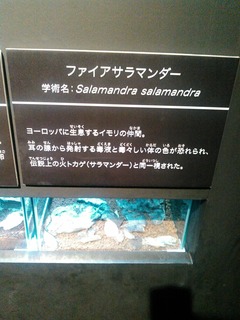 ファイアサラマンダー
学術名：Salamandra salamandra
ヨーロッパに生息するイモリの仲間。
耳の腺から発射する毒液と毒々しい体の色が恐れられ、
伝説上の火トカゲ（サラマンダー）と同一視された。